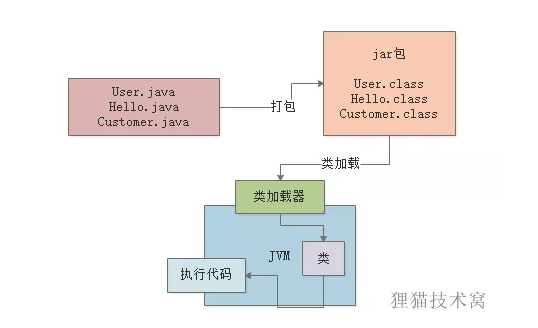 User.java
Hello.java
Customer.java
打包
jar包
User.class
Hello.class
Customer.class
类加载
类加载器
JVM
类
执行代码
狸猫技术窝